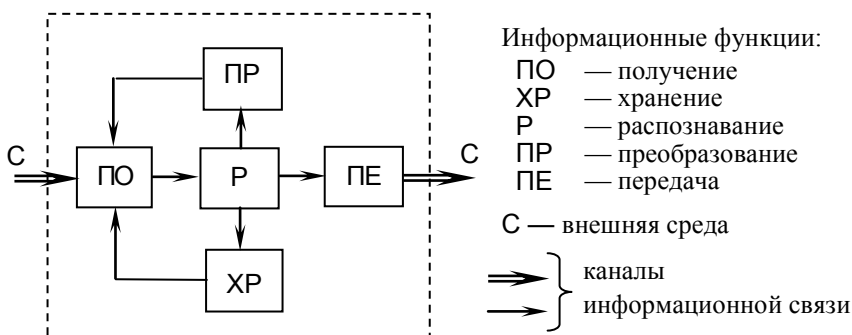 ПР
С
ПО
Р
ПЕ
С
ХР
Информационные функции:
ПО — получение
ХР — хранение
Р — распознавание
ПР — преобразование
ПЕ — передача
С — внешняя среда
каналы
информационной связи